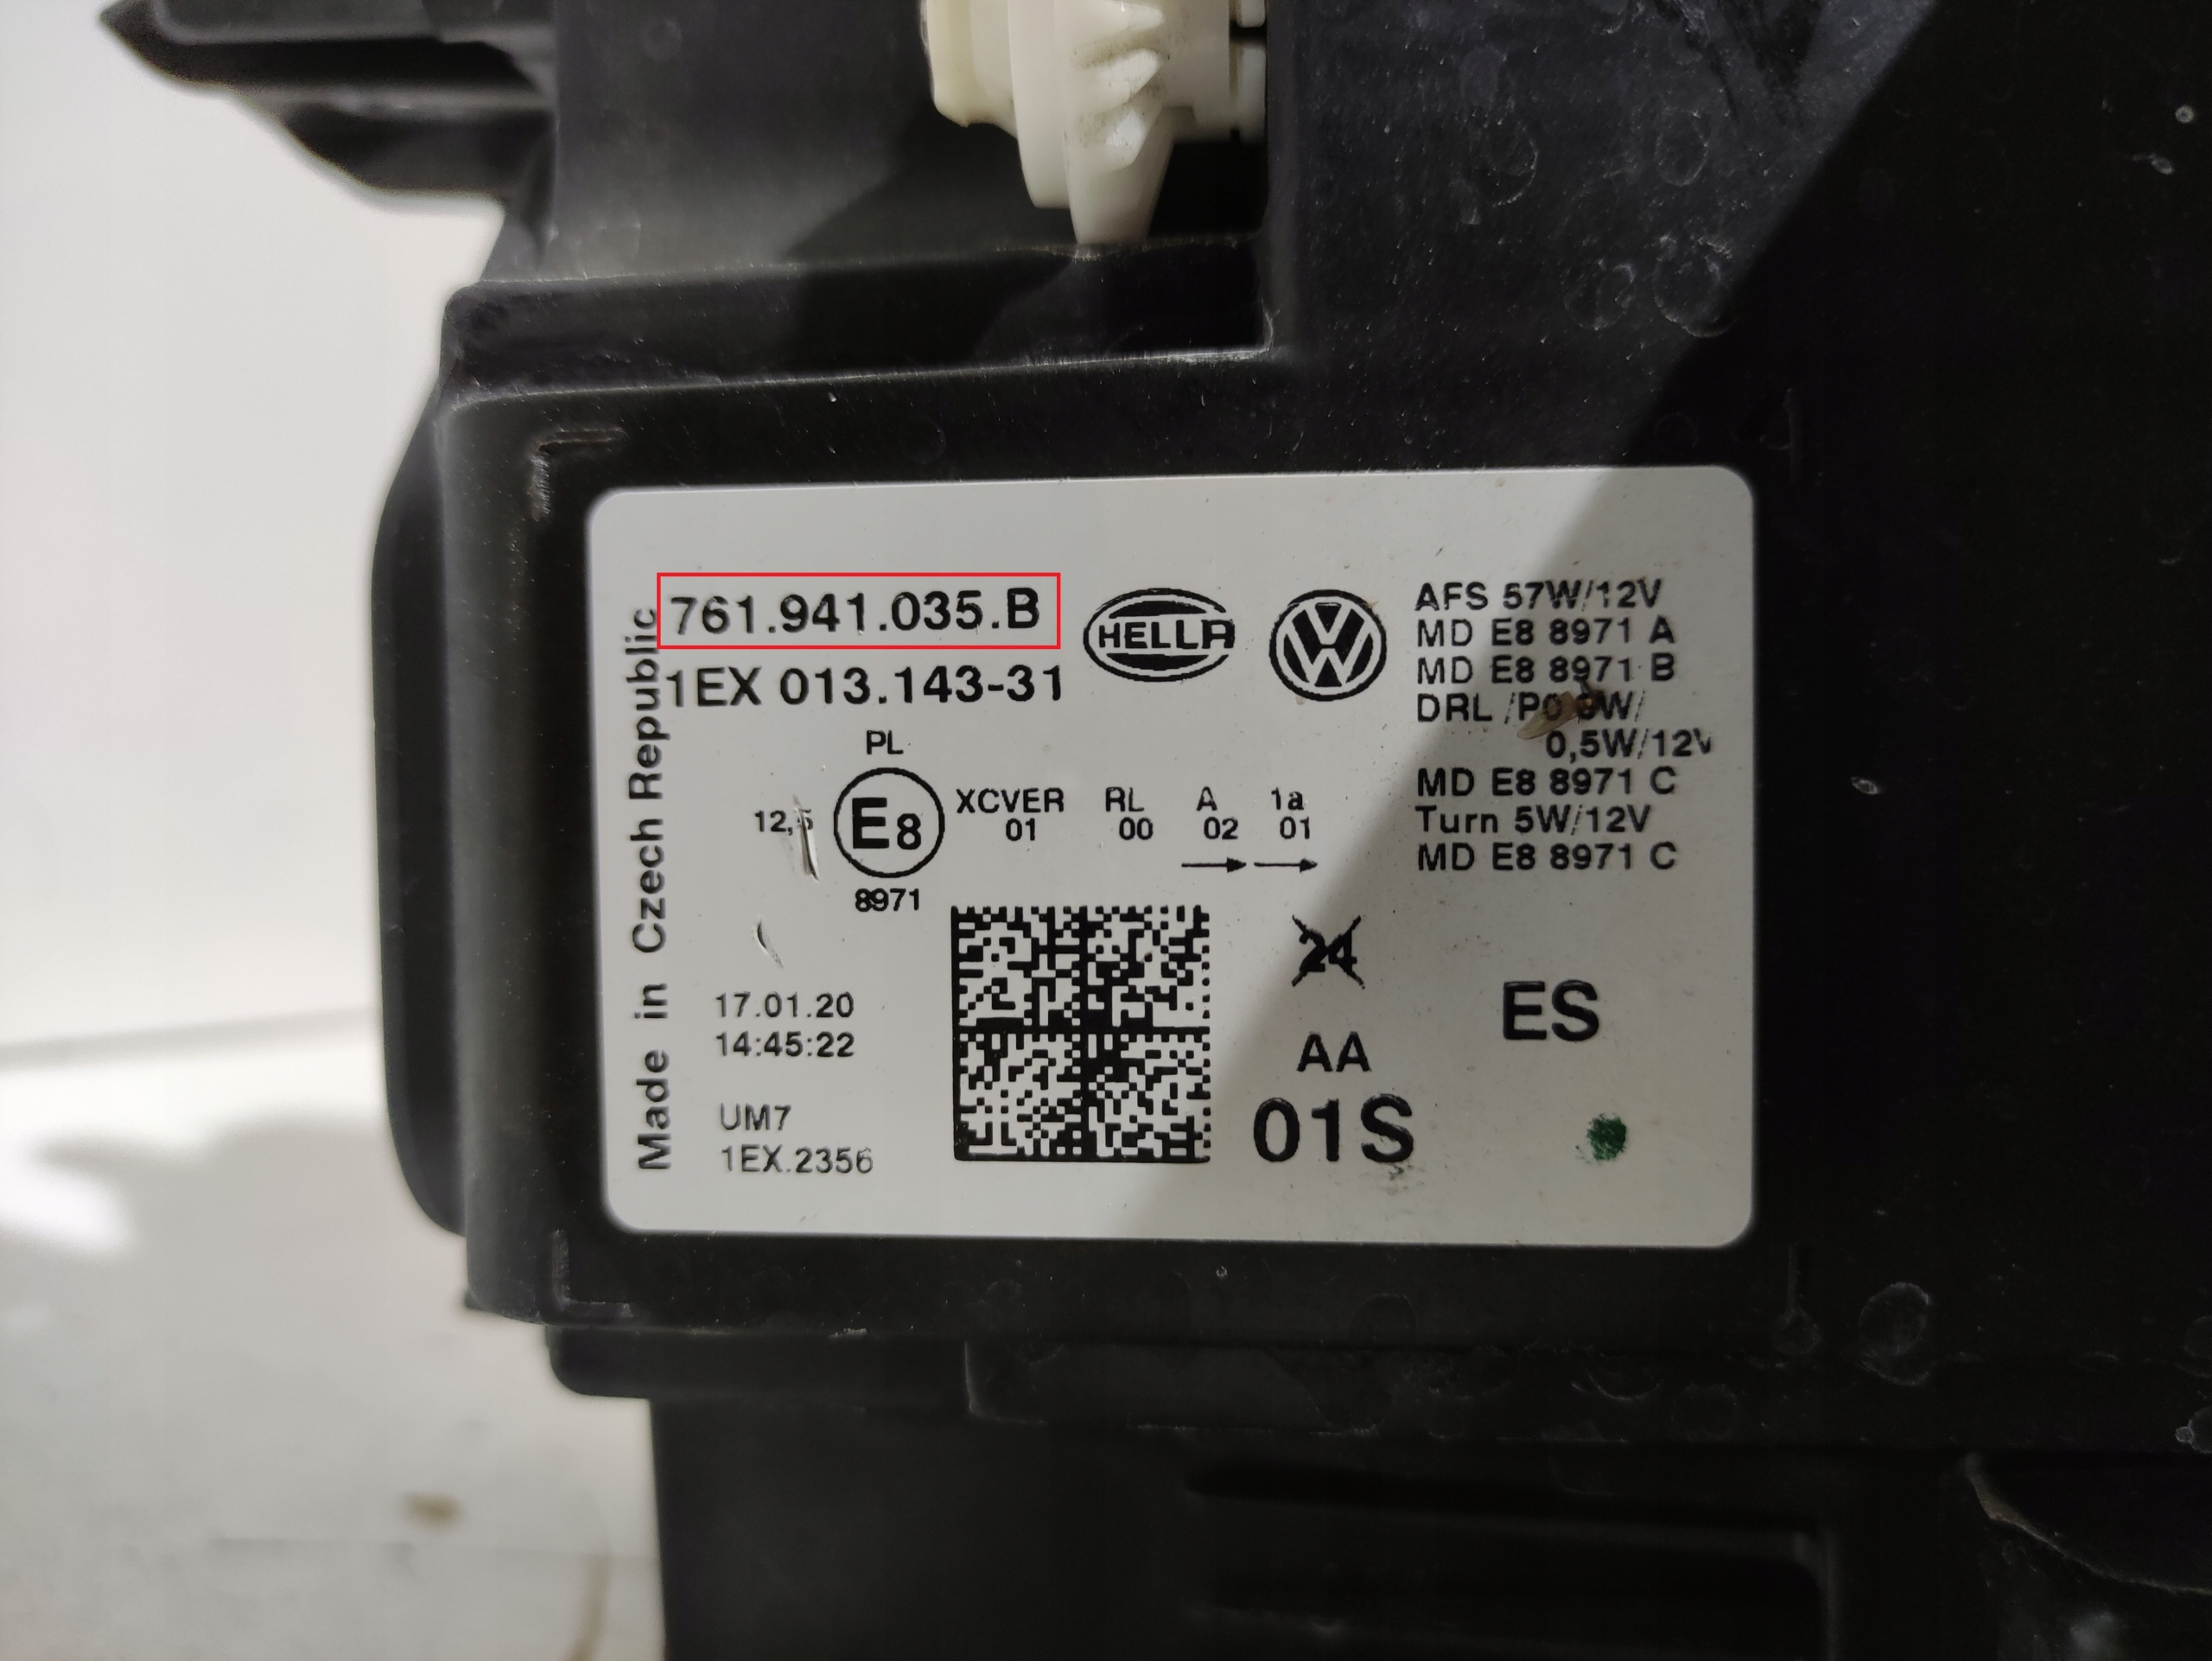 761.941.035.B
1EX 013.143-31
HELLA
VW
AFS 57W/12V
MD E8 8971 A
MD E8 8971 B
DRL /P0 W/
0,5W/12V
MD E8 8971 C
Turn 5W/12V
MD E8 8971 C
Made in Czech Republic
PL
E8
8971
XCVER RL A 1a
01 00 02 01
17.01.20
14:45:22
UM7
1EX.2356
24
AA
01S
ES